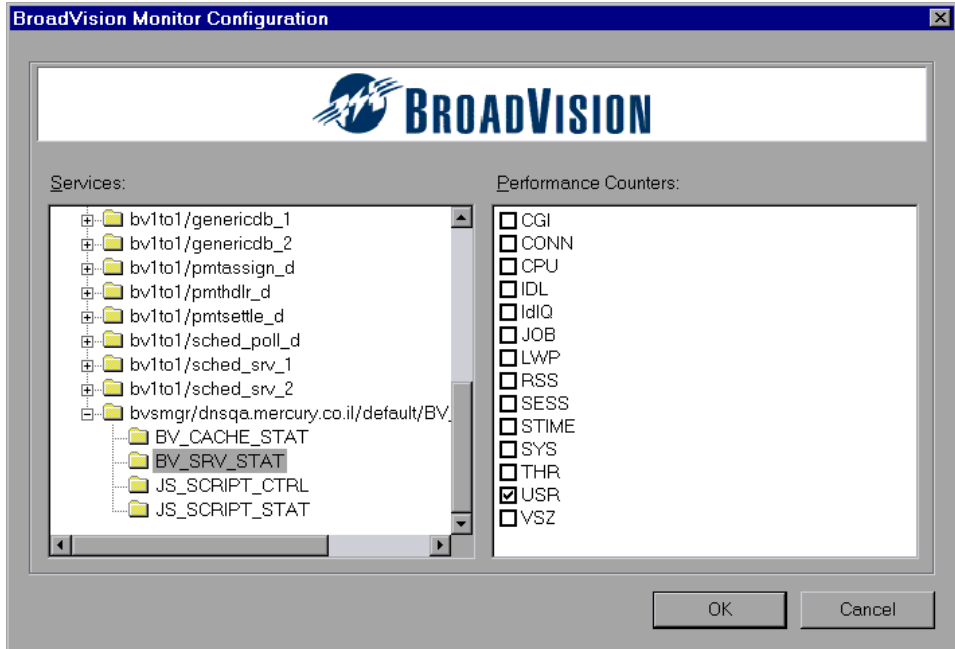 BroadVision Monitor Configuration
BROADVISION
Services:
bv1to1/genericdb_1
bv1to1/genericdb_2
bv1to1/pmtassign_d
bv1to1/pmthdlr_d
bv1to1/pmtsettle_d
bv1to1/sched_poll_d
bv1to1/sched_srv_1
bv1to1/sched_srv_2
bvsmgr/dnsqa.mercury.co.il/default/BV_
BV_CACHE_STAT
BV_SRV_STAT
JS_SCRIPT_CTRL
JS_SCRIPT_STAT
Performance Counters:
CGI
CONN
CPU
IDL
IdlQ
JOB
LWP
RSS
SESS
STIME
SYS
THR
USR
VSZ
OK
Cancel